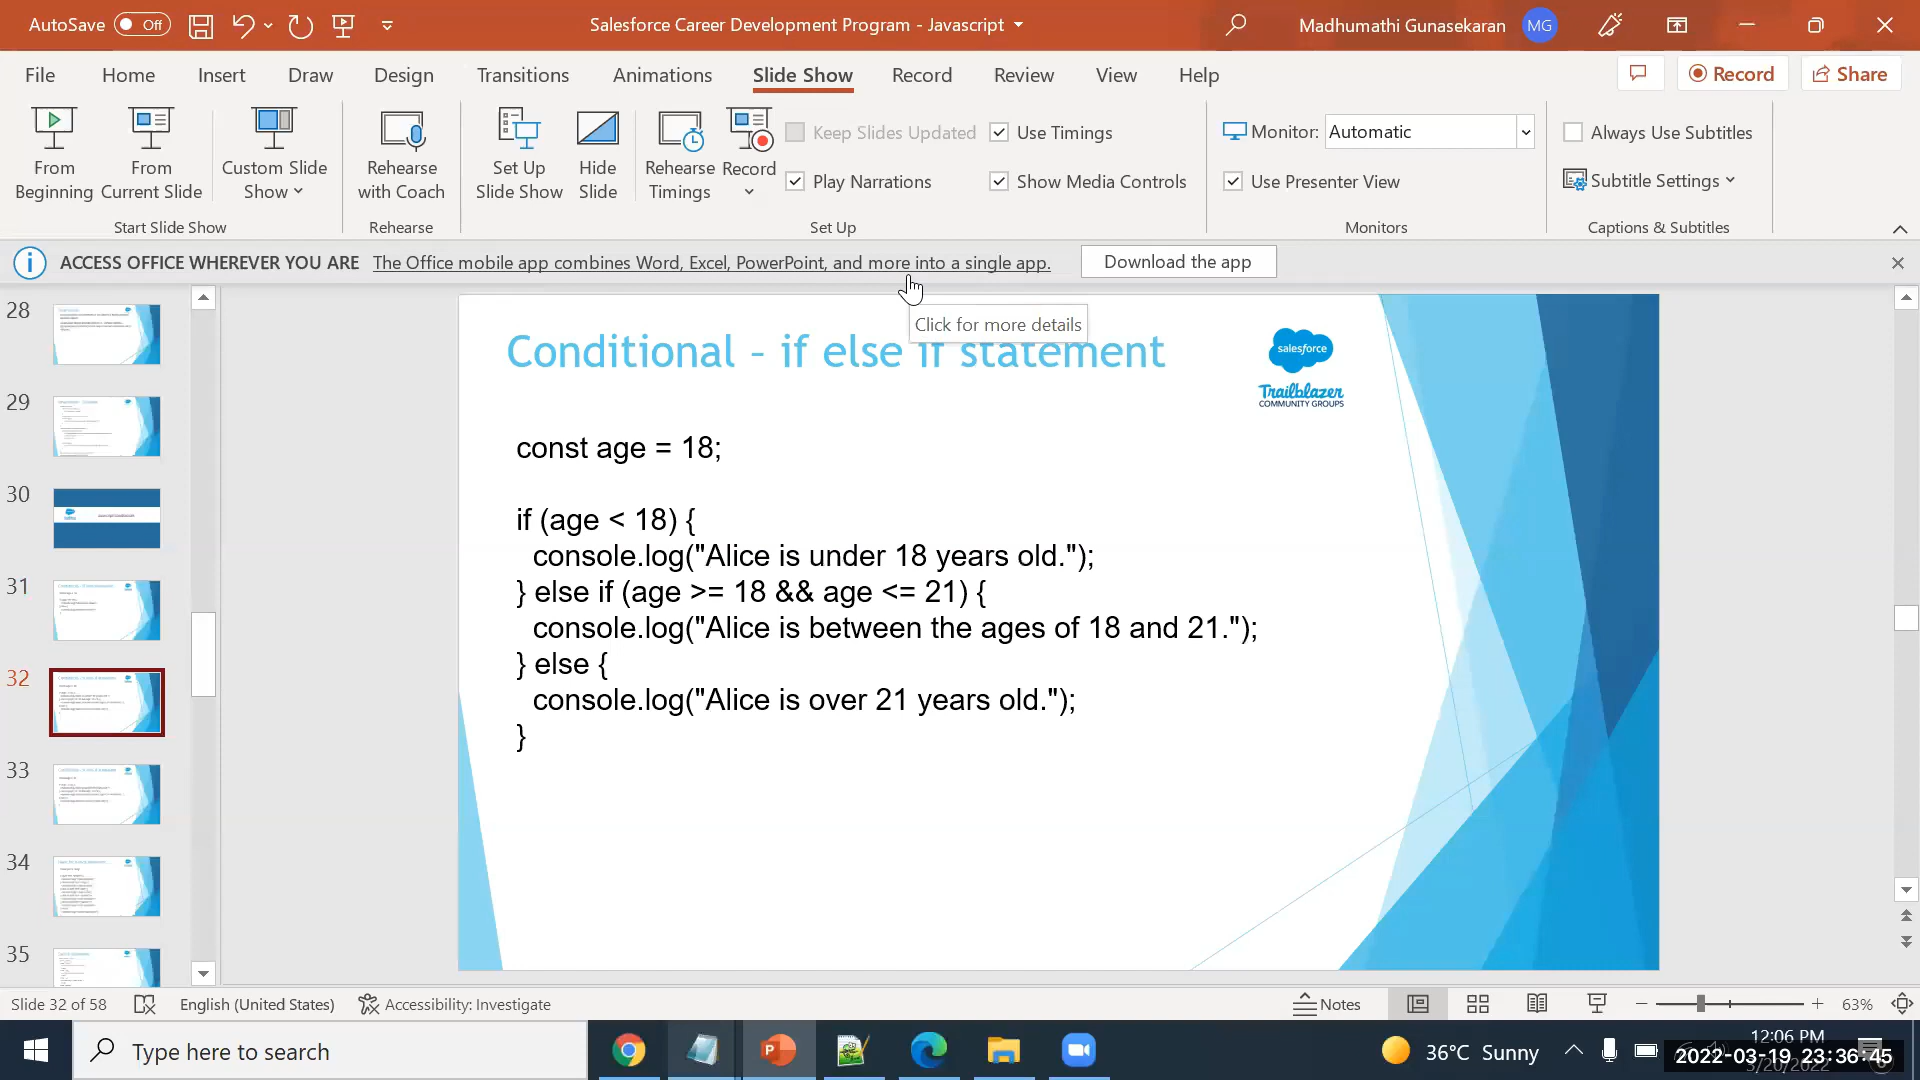 AutoSave Off
Salesforce Career Development Program - Javascript
Madhumathi Gunasekaran MG
File Home Insert Draw Design Transitions Animations Slide Show Record Review View Help
Record Share
From Beginning
From Current Slide
Custom Slide Show
Start Slide Show
Rehearse with Coach
Rehearse
Set Up Slide Show
Hide Slide
Rehearse Timings
Record
Keep Slides Updated
Use Timings
Play Narrations
Show Media Controls
Set Up
Monitor: Automatic
Use Presenter View
Monitors
Always Use Subtitles
Subtitle Settings
Captions & Subtitles
ACCESS OFFICE WHEREVER YOU ARE The Office mobile app combines Word, Excel, PowerPoint, and more into a single app. Download the app
Click for more details
28
29
30
31
32
33
34
35
Conditional - if else if statement
salesforce
Trailblazer
COMMUNITY GROUPS
const age = 18;
if (age < 18) {
console.log("Alice is under 18 years old.");
} else if (age >= 18 && age <= 21) {
console.log("Alice is between the ages of 18 and 21.");
} else {
console.log("Alice is over 21 years old.");
}
Slide 32 of 58 English (United States) Accessibility: Investigate
Notes 63%
Type here to search
36°C Sunny
12:06 PM
3/20/2022
2022-03-19 23:36:45